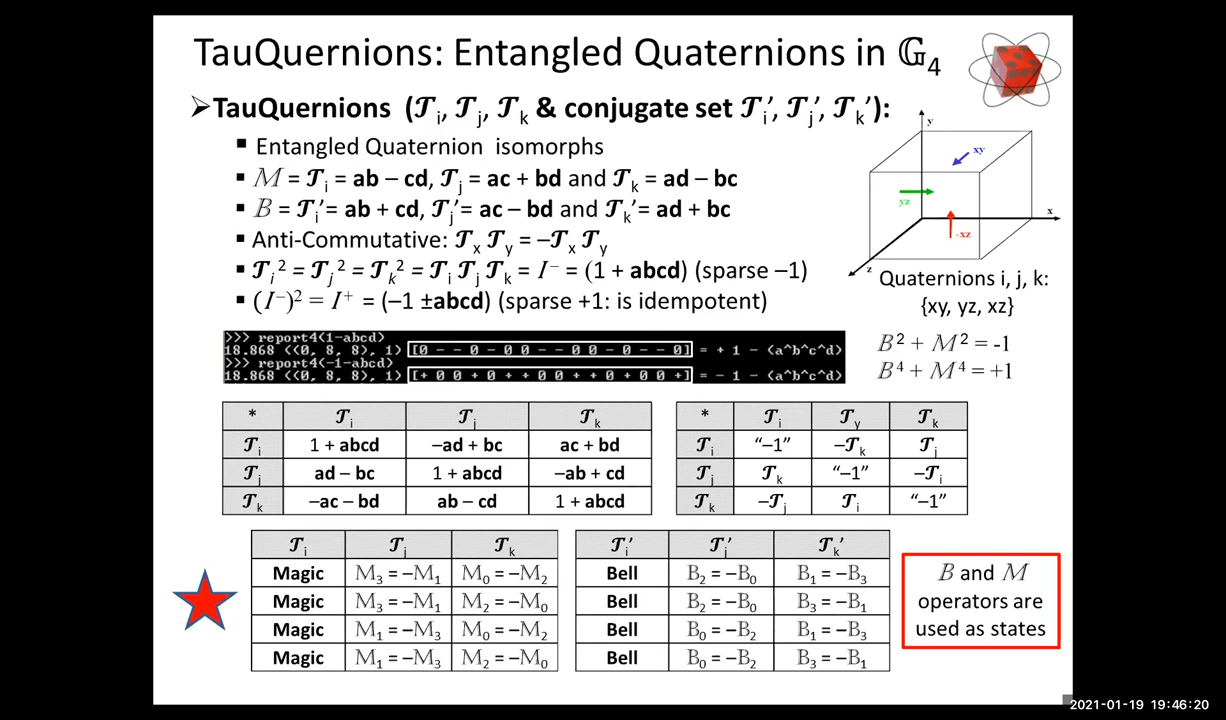 TauQuernions: Entangled Quaternions in 𝔾₄
➢TauQuernions (𝓣i, 𝓣j, 𝓣k & conjugate set 𝓣i′, 𝓣j′, 𝓣k′):
▪ Entangled Quaternion isomorphs
▪ M = 𝓣i = ab – cd, 𝓣j = ac + bd and 𝓣k = ad – bc
▪ B = 𝓣i′= ab + cd, 𝓣j′= ac – bd and 𝓣k′= ad + bc
▪ Anti-Commutative: 𝓣x 𝓣y = –𝓣x 𝓣y
▪ 𝓣i² = 𝓣j² = 𝓣k² = 𝓣i 𝓣j 𝓣k = I⁻ = (1 + abcd) (sparse –1)
▪ (I⁻)² = I⁺ = (–1 ±abcd) (sparse +1: is idempotent)
y
xy
yz
x
-xz
z
Quaternions i, j, k:
{xy, yz, xz}
>>> report4(1-abcd)
18.868 ((0, 8, 8), 1) [0 - - 0 - 0 0 - - 0 0 - 0 - - 0] = + 1 - (a^b^c^d)
>>> report4(-1-abcd)
18.868 ((0, 8, 8), 1) [+ 0 0 + 0 + + 0 0 + + 0 + 0 0 +] = - 1 - (a^b^c^d)
B² + M² = -1
B⁴ + M⁴ = +1
* 𝓣i 𝓣j 𝓣k
𝓣i 1 + abcd –ad + bc ac + bd
𝓣j ad – bc 1 + abcd –ab + cd
𝓣k –ac – bd ab – cd 1 + abcd
* 𝓣i 𝓣y 𝓣k
𝓣i “–1” –𝓣k 𝓣j
𝓣j 𝓣k “–1” –𝓣i
𝓣k –𝓣j 𝓣i “–1”
𝓣i 𝓣j 𝓣k
Magic M₃ = –M₁ M₀ = –M₂
Magic M₃ = –M₁ M₂ = –M₀
Magic M₁ = –M₃ M₀ = –M₂
Magic M₁ = –M₃ M₂ = –M₀
𝓣i′ 𝓣j′ 𝓣k′
Bell B₂ = –B₀ B₁ = –B₃
Bell B₂ = –B₀ B₃ = –B₁
Bell B₀ = –B₂ B₁ = –B₃
Bell B₀ = –B₂ B₃ = –B₁
B and M
operators are
used as states
2021-01-19 19:46:20